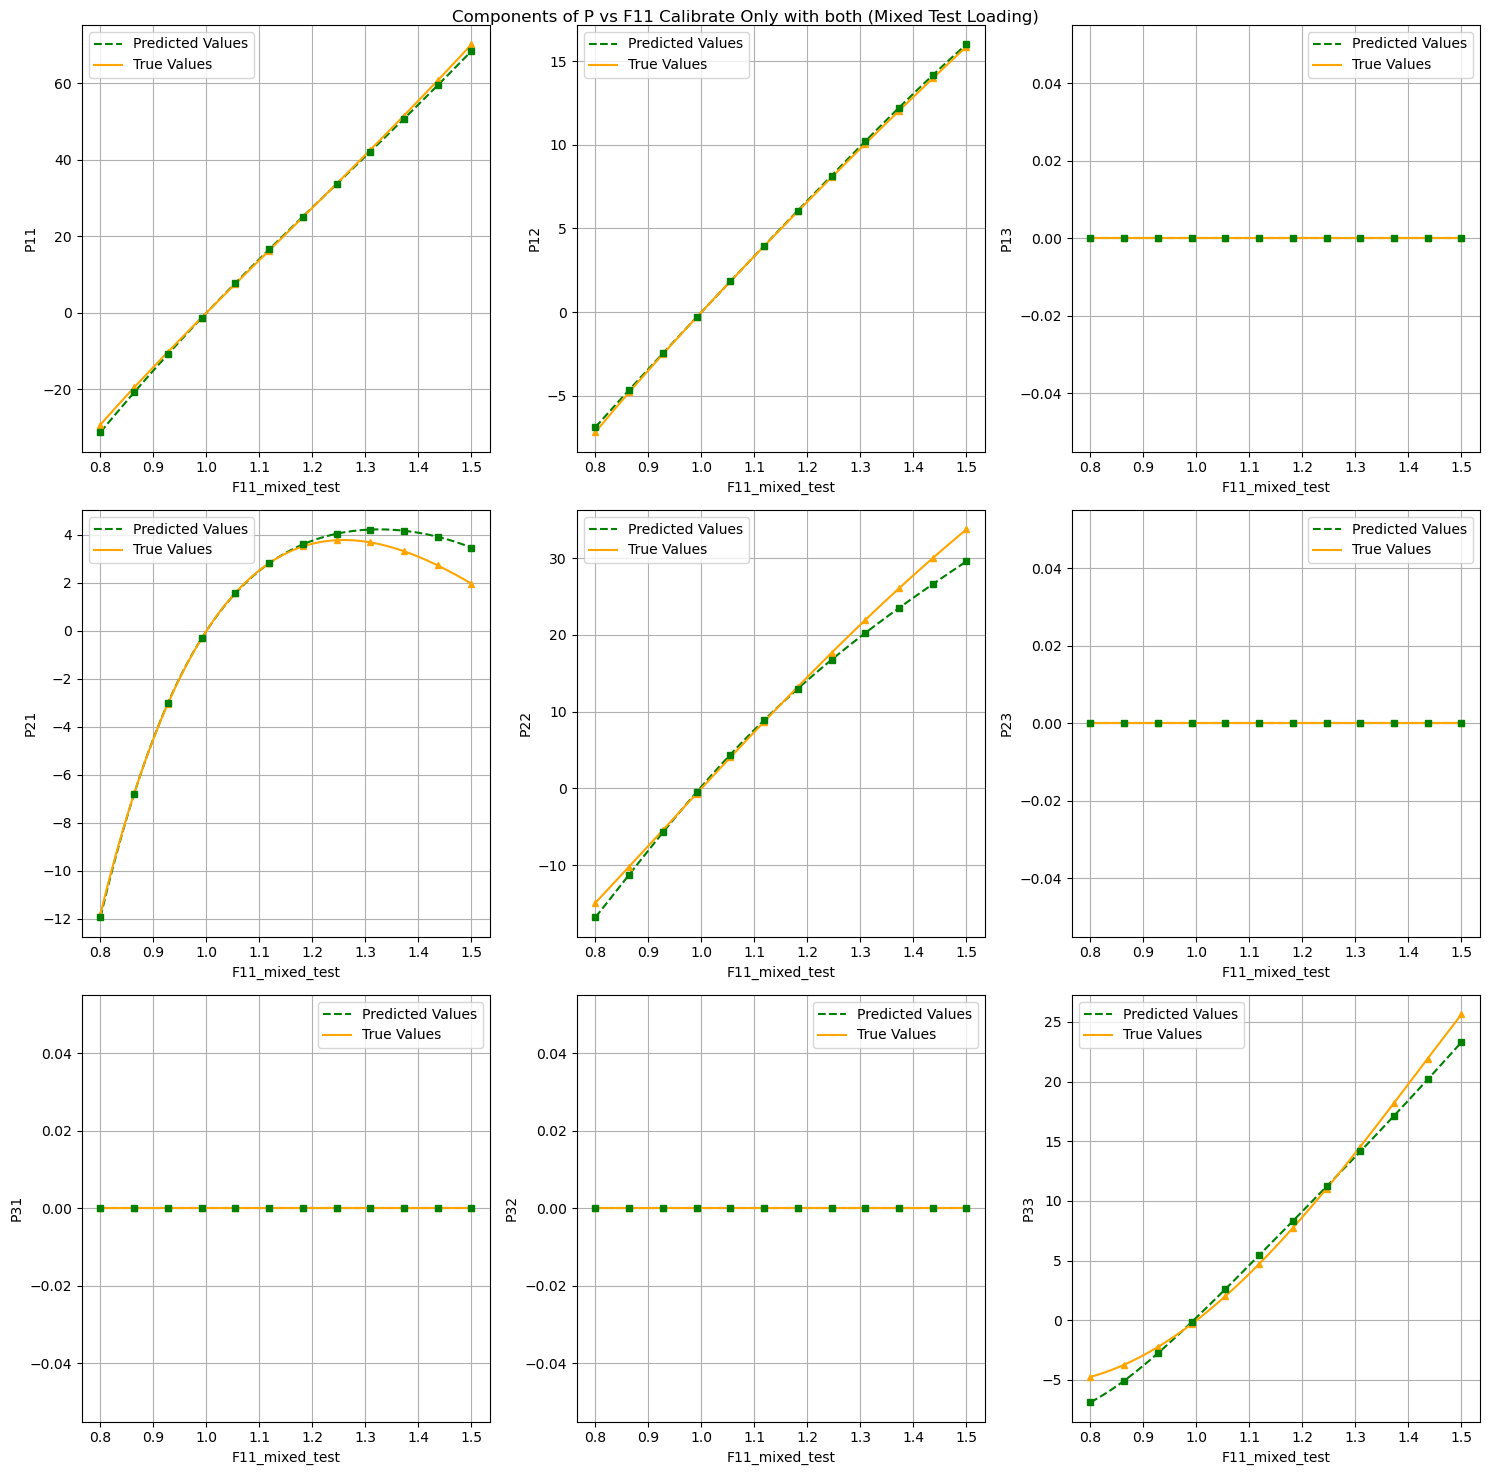 Components of P vs F11 Calibrate Only with both (Mixed Test Loading)
Predicted Values
True Values
P11
60
40
20
0
−20
0.8 0.9 1.0 1.1 1.2 1.3 1.4 1.5
F11_mixed_test
Predicted Values
True Values
P12
15
10
5
0
−5
0.8 0.9 1.0 1.1 1.2 1.3 1.4 1.5
F11_mixed_test
Predicted Values
True Values
P13
0.04
0.02
0.00
−0.02
−0.04
0.8 0.9 1.0 1.1 1.2 1.3 1.4 1.5
F11_mixed_test
Predicted Values
True Values
P21
4
2
0
−2
−4
−6
−8
−10
−12
0.8 0.9 1.0 1.1 1.2 1.3 1.4 1.5
F11_mixed_test
Predicted Values
True Values
P22
30
20
10
0
−10
0.8 0.9 1.0 1.1 1.2 1.3 1.4 1.5
F11_mixed_test
Predicted Values
True Values
P23
0.04
0.02
0.00
−0.02
−0.04
0.8 0.9 1.0 1.1 1.2 1.3 1.4 1.5
F11_mixed_test
Predicted Values
True Values
P31
0.04
0.02
0.00
−0.02
−0.04
0.8 0.9 1.0 1.1 1.2 1.3 1.4 1.5
F11_mixed_test
Predicted Values
True Values
P32
0.04
0.02
0.00
−0.02
−0.04
0.8 0.9 1.0 1.1 1.2 1.3 1.4 1.5
F11_mixed_test
Predicted Values
True Values
P33
25
20
15
10
5
0
−5
0.8 0.9 1.0 1.1 1.2 1.3 1.4 1.5
F11_mixed_test